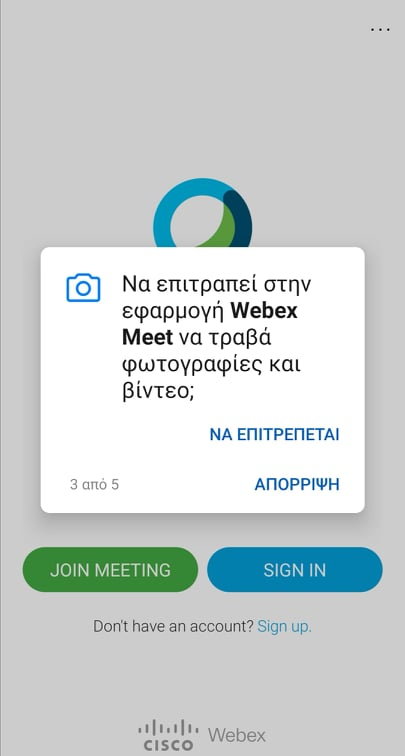 Να επιτραπεί στην
εφαρμογή Webex
Meet να τραβά
φωτογραφίες και
βίντεο;
ΝΑ ΕΠΙΤΡΕΠΕΤΑΙ
3 από 5
ΑΠΟΡΡΙΨΗ
JOIN MEETING
SIGN IN
Don't have an account? Sign up.
CISCO Webex